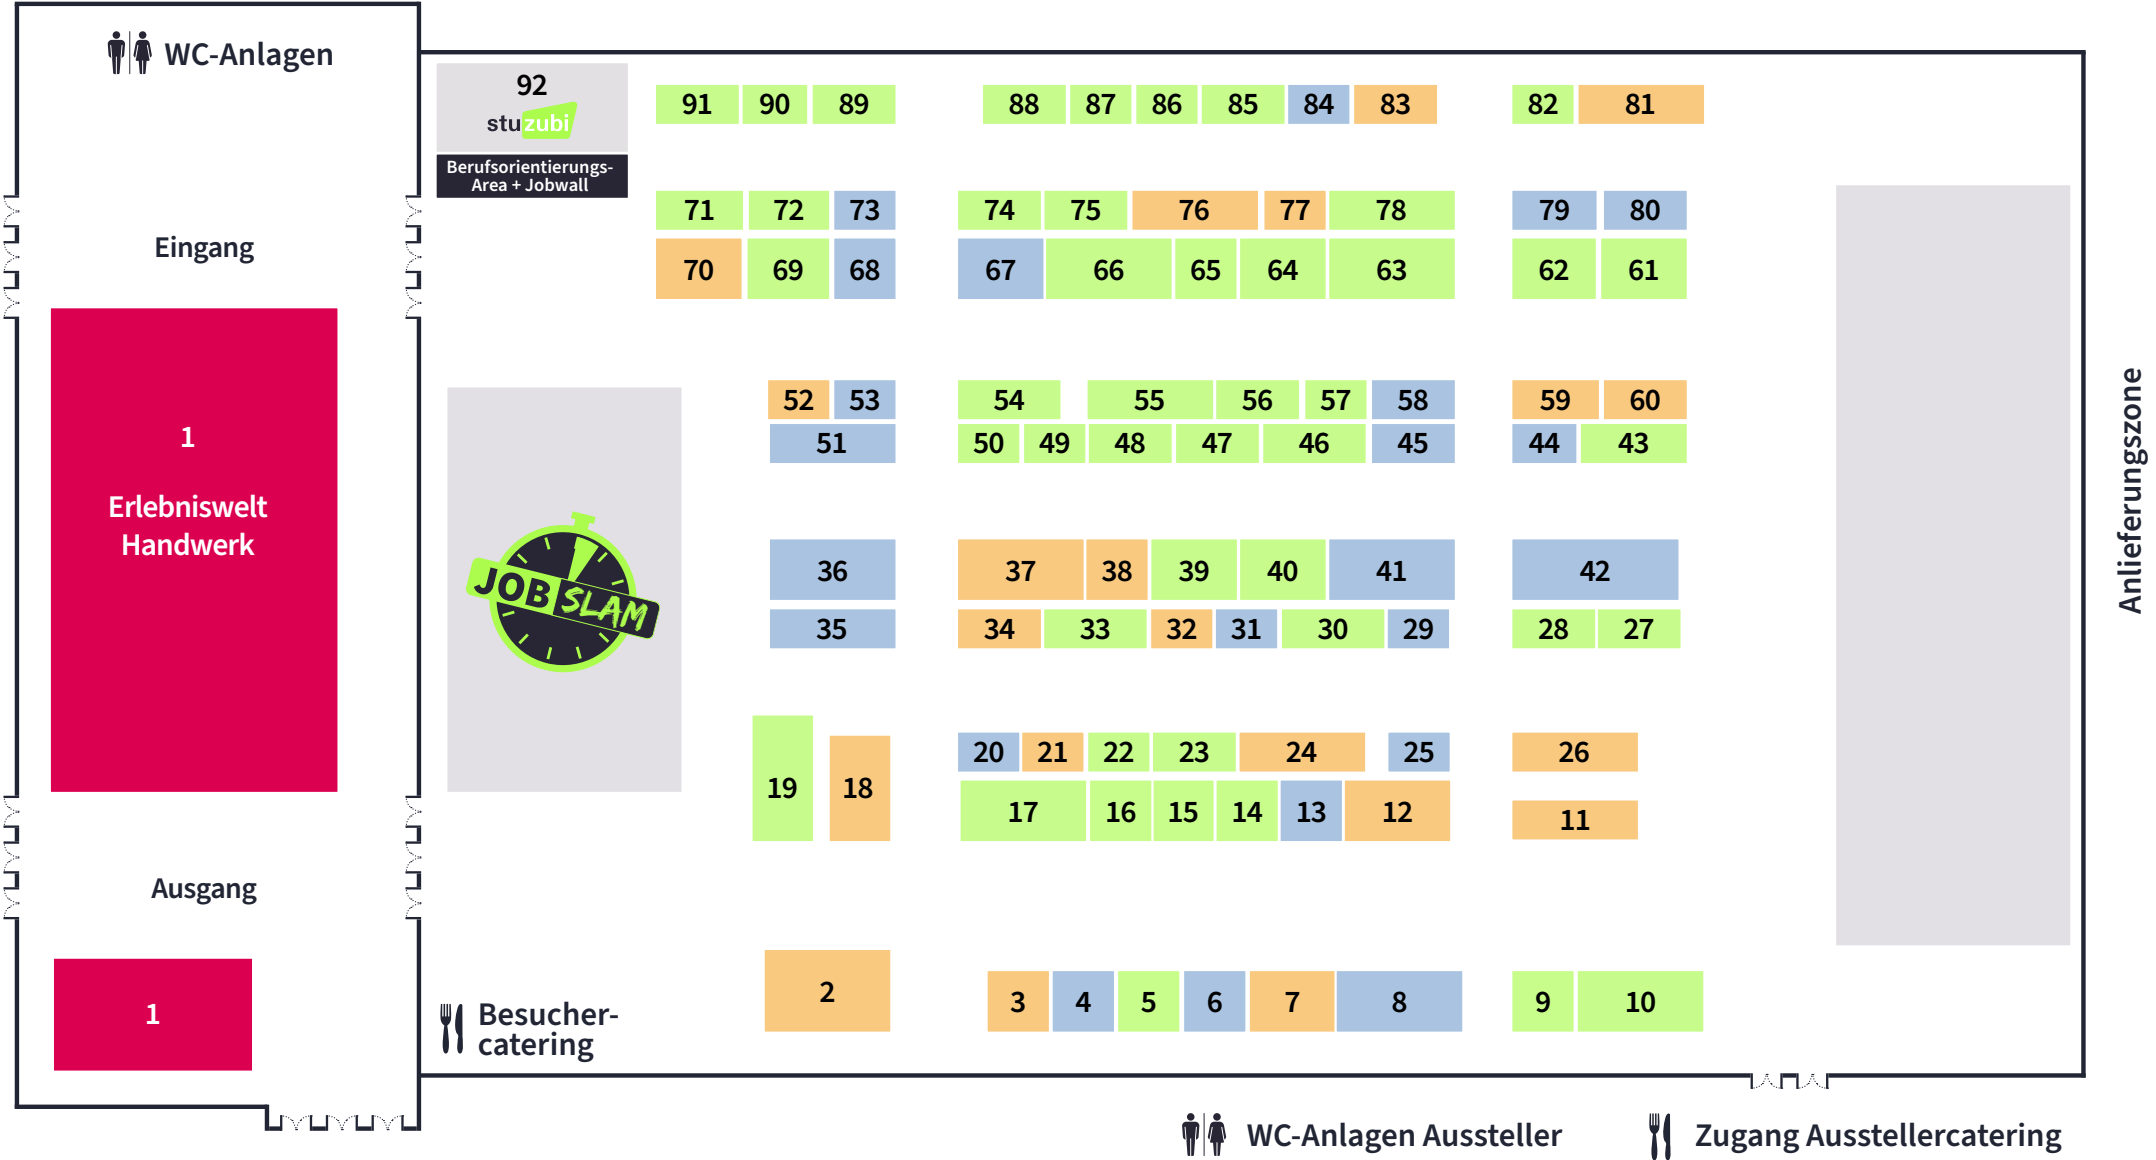 WC-Anlagen
92
stuzubi
Berufsorientierungs-
Area + Jobwall
91 90 89 88 87 86 85 84 83 82 81
71 72 73 74 75 76 77 78 79 80
Eingang
70 69 68 67 66 65 64 63 62 61
52 53 54 55 56 57 58 59 60
51 50 49 48 47 46 45 44 43
1
Erlebniswelt
Handwerk
JOB SLAM
36 37 38 39 40 41 42
35 34 33 32 31 30 29 28 27
Anlieferungszone
20 21 22 23 24 25 26
19 18 17 16 15 14 13 12 11
Ausgang
1
2 3 4 5 6 7 8 9 10
Besucher-
catering
WC-Anlagen Aussteller
Zugang Ausstellercatering